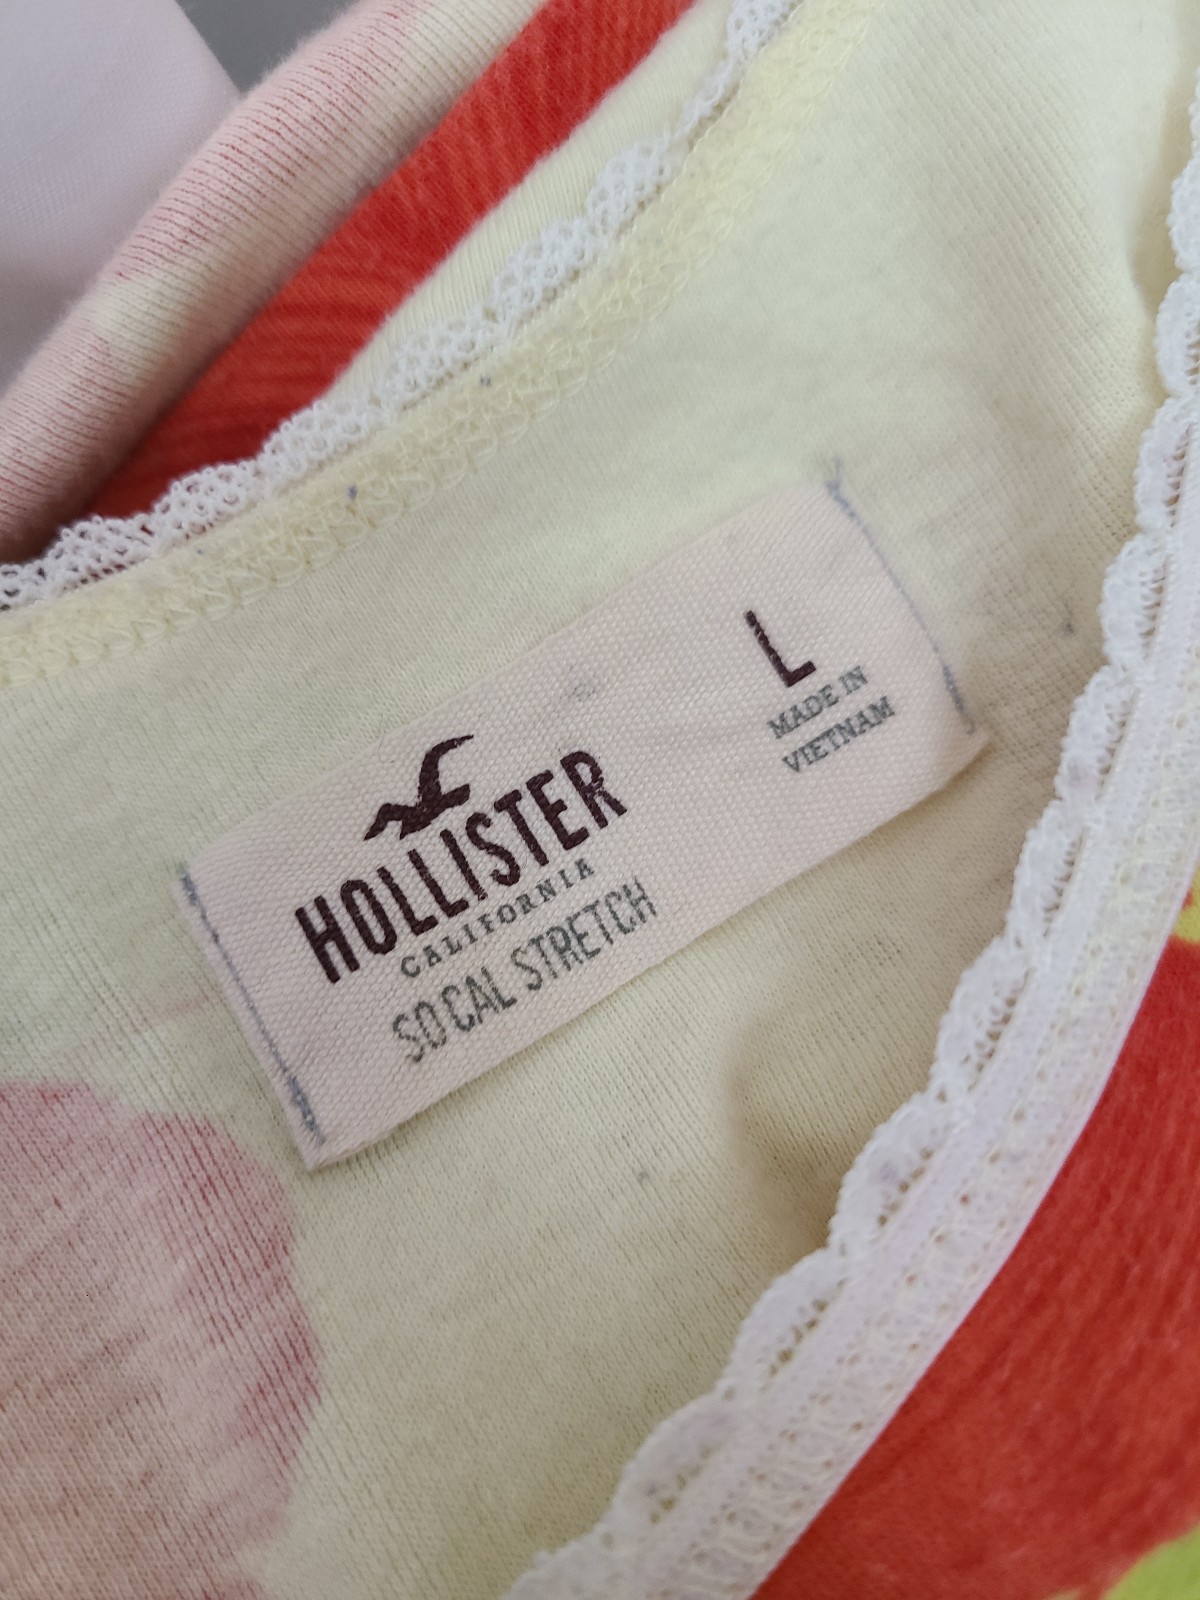 HOLLISTER
CALIFORNIA
SO CAL STRETCH
L
MADE IN
VIETNAM